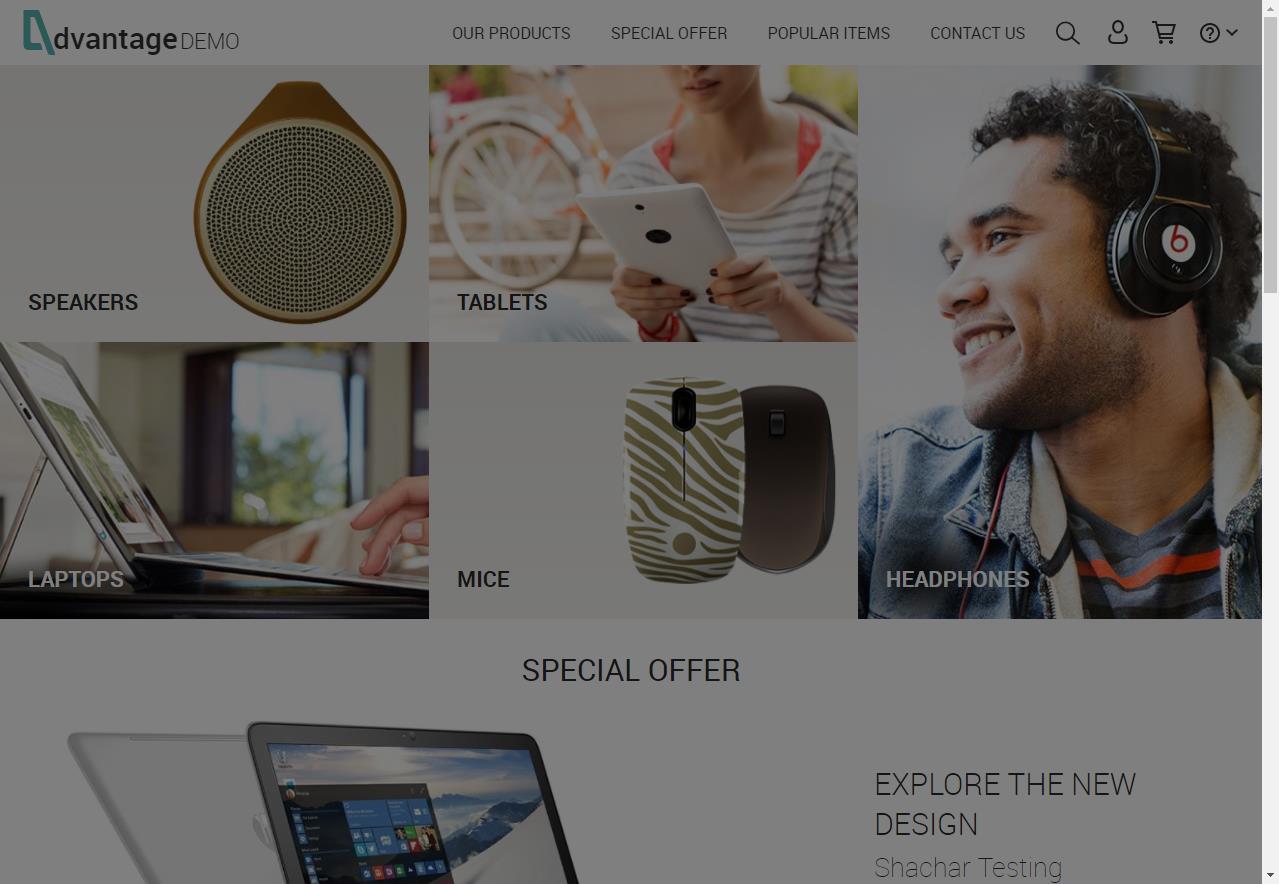 dvantage DEMO
OUR PRODUCTS SPECIAL OFFER POPULAR ITEMS CONTACT US
SPEAKERS
TABLETS
LAPTOPS
MICE
HEADPHONES
SPECIAL OFFER
EXPLORE THE NEW
DESIGN
Shachar Testing